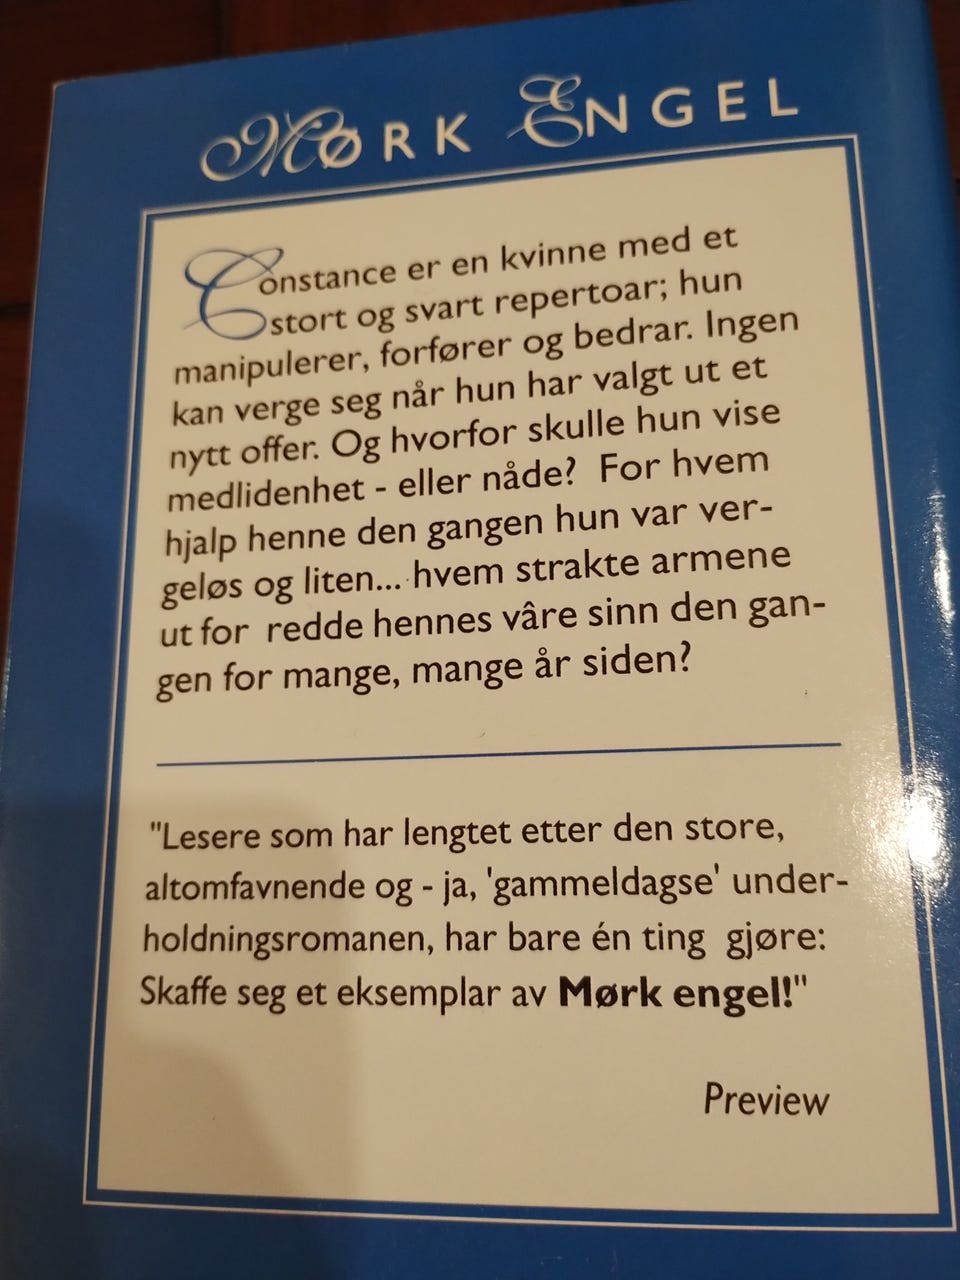 MØRK ENGEL
Constance er en kvinne med et
stort og svart repertoar; hun
manipulerer, forfører og bedrar. Ingen
kan verge seg når hun har valgt ut et
nytt offer. Og hvorfor skulle hun vise
medlidenhet - eller nåde? For hvem
hjalp henne den gangen hun var ver-
geløs og liten... hvem strakte armene
ut for redde hennes våre sinn den gan-
gen for mange, mange år siden?
"Lesere som har lengtet etter den store,
altomfavnende og - ja, 'gammeldagse' under-
holdningsromanen, har bare én ting gjøre:
Skaffe seg et eksemplar av Mørk engel!"
Preview